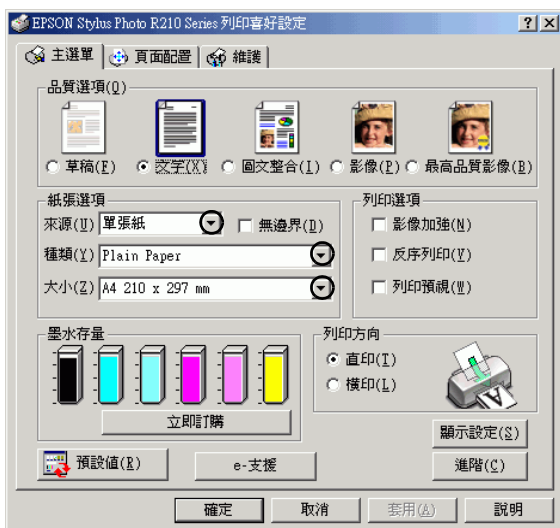 EPSON Stylus Photo R210 Series 列印喜好設定
主選單 頁面配置 維護
品質選項(Q)
草稿(F) 文字(X) 圖文整合(I) 影像(P) 最高品質影像(B)
紙張選項
來源(U) 單張紙 無邊界(D)
種類(Y) Plain Paper
大小(Z) A4 210 x 297 mm
列印選項
影像加強(N)
反序列印(V)
列印預視(W)
墨水存量
立即訂購
列印方向
直印(T)
橫印(L)
顯示設定(S)
預設值(R) e-支援 進階(C)
確定 取消 套用(A) 說明